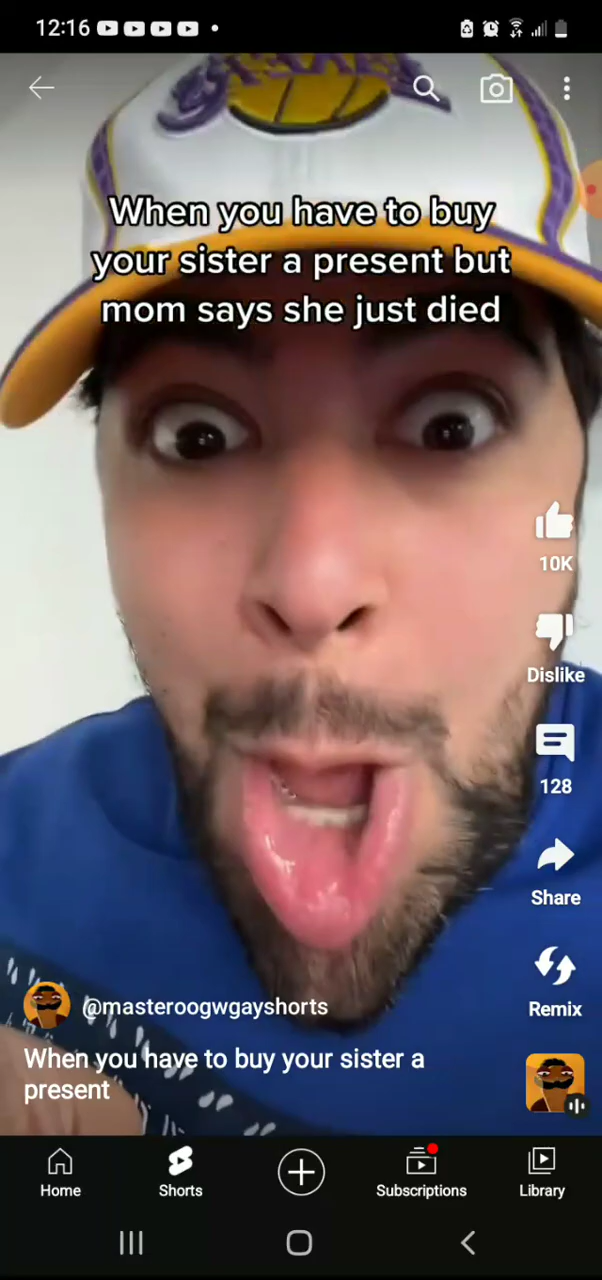 12:16
LAKERS
When you have to buy
your sister a present but
mom says she just died
10K
Dislike
128
Share
Remix
@masteroogwgayshorts
When you have to buy your sister a
present
Home
Shorts
Subscriptions
Library